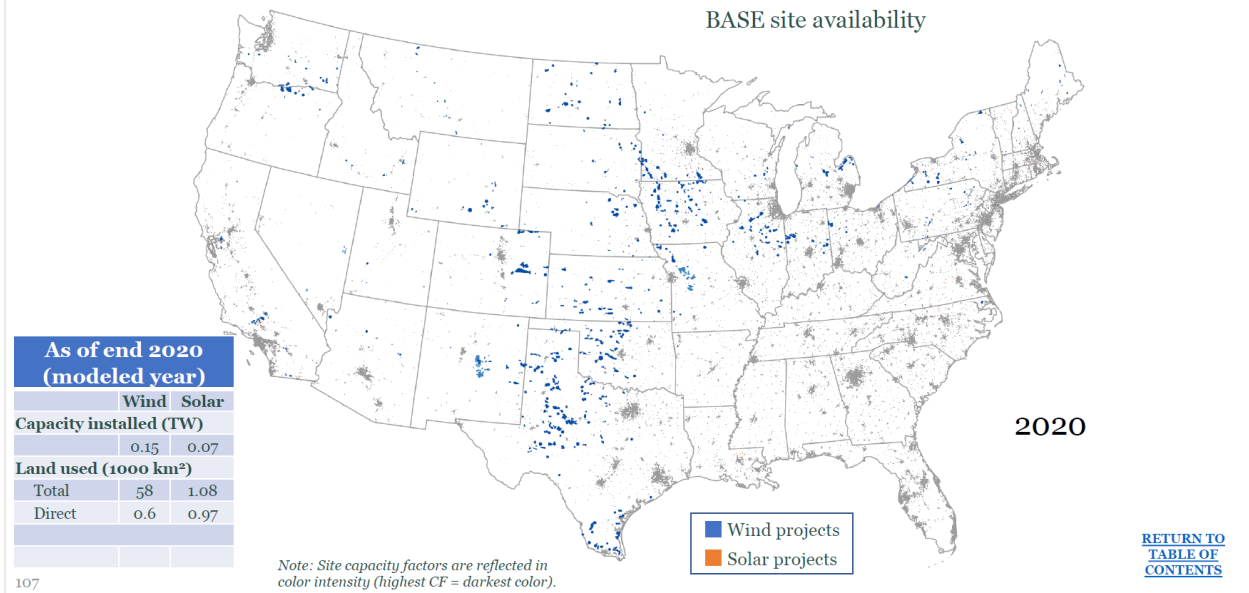 BASE site availability
As of end 2020
(modeled year)
Wind Solar
Capacity installed (TW)
0.15 0.07
Land used (1000 km²)
Total 58 1.08
Direct 0.6 0.97
2020
Wind projects
Solar projects
Note: Site capacity factors are reflected in
color intensity (highest CF = darkest color).
RETURN TO
TABLE OF
CONTENTS
107